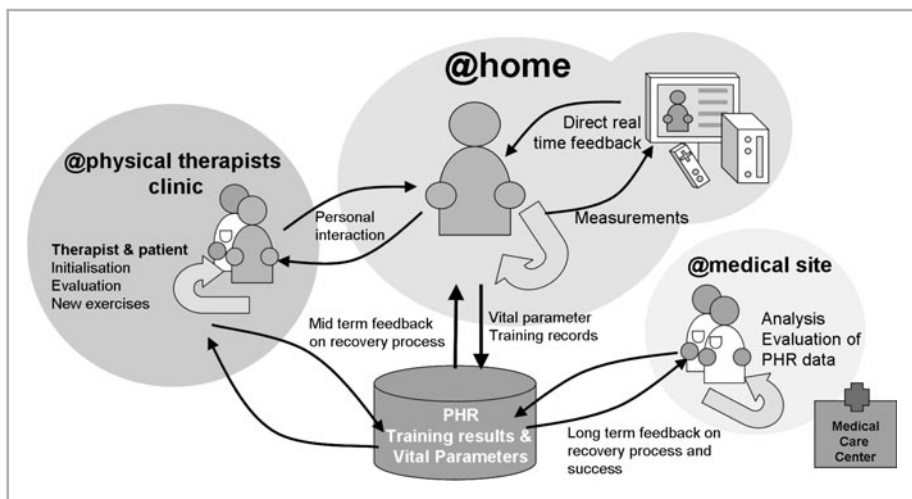 @home
Direct real
time feedback
Measurements
@physical therapists
clinic
Personal
interaction
Therapist & patient
Initialisation
Evaluation
New exercises
@medical site
Analysis
Evaluation of
PHR data
Mid term feedback
on recovery process
Vital parameter
Training records
PHR
Training results &
Vital Parameters
Long term feedback on
recovery process and
success
Medical
Care
Center